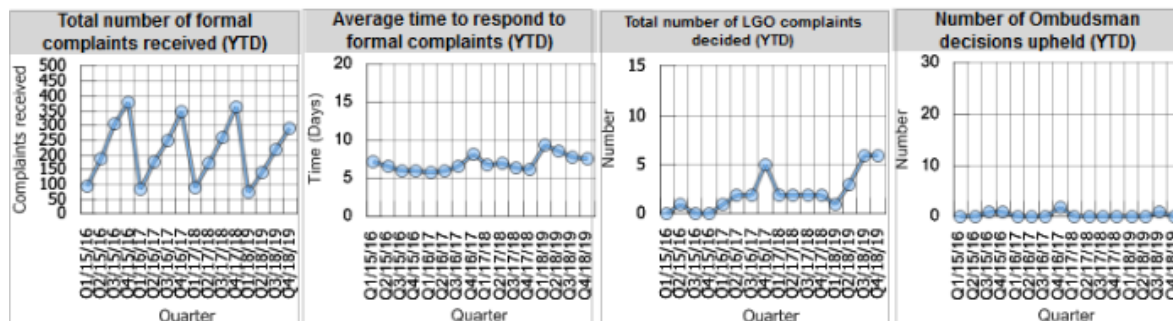 Total number of formal
complaints received (YTD)
Complaints received
500
450
400
350
300
250
200
150
100
50
0
Q1/15/16
Q2/15/16
Q3/15/16
Q4/15/16
Q1/16/17
Q2/16/17
Q3/16/17
Q4/16/17
Q1/17/18
Q2/17/18
Q3/17/18
Q4/17/18
Q1/18/19
Q2/18/19
Q3/18/19
Q4/18/19
Quarter
Average time to respond to
formal complaints (YTD)
Time (Days)
20
15
10
5
0
Q1/15/16
Q2/15/16
Q3/15/16
Q4/15/16
Q1/16/17
Q2/16/17
Q3/16/17
Q4/16/17
Q1/17/18
Q2/17/18
Q3/17/18
Q4/17/18
Q1/18/19
Q2/18/19
Q3/18/19
Q4/18/19
Quarter
Total number of LGO complaints
decided (YTD)
Number
15
10
5
0
Q1/15/16
Q2/15/16
Q3/15/16
Q4/15/16
Q1/16/17
Q2/16/17
Q3/16/17
Q4/16/17
Q1/17/18
Q2/17/18
Q3/17/18
Q4/17/18
Q1/18/19
Q2/18/19
Q3/18/19
Q4/18/19
Quarter
Number of Ombudsman
decisions upheld (YTD)
Number
30
20
10
0
Q1/15/16
Q2/15/16
Q3/15/16
Q4/15/16
Q1/16/17
Q2/16/17
Q3/16/17
Q4/16/17
Q1/17/18
Q2/17/18
Q3/17/18
Q4/17/18
Q1/18/19
Q2/18/19
Q3/18/19
Q4/18/19
Quarter